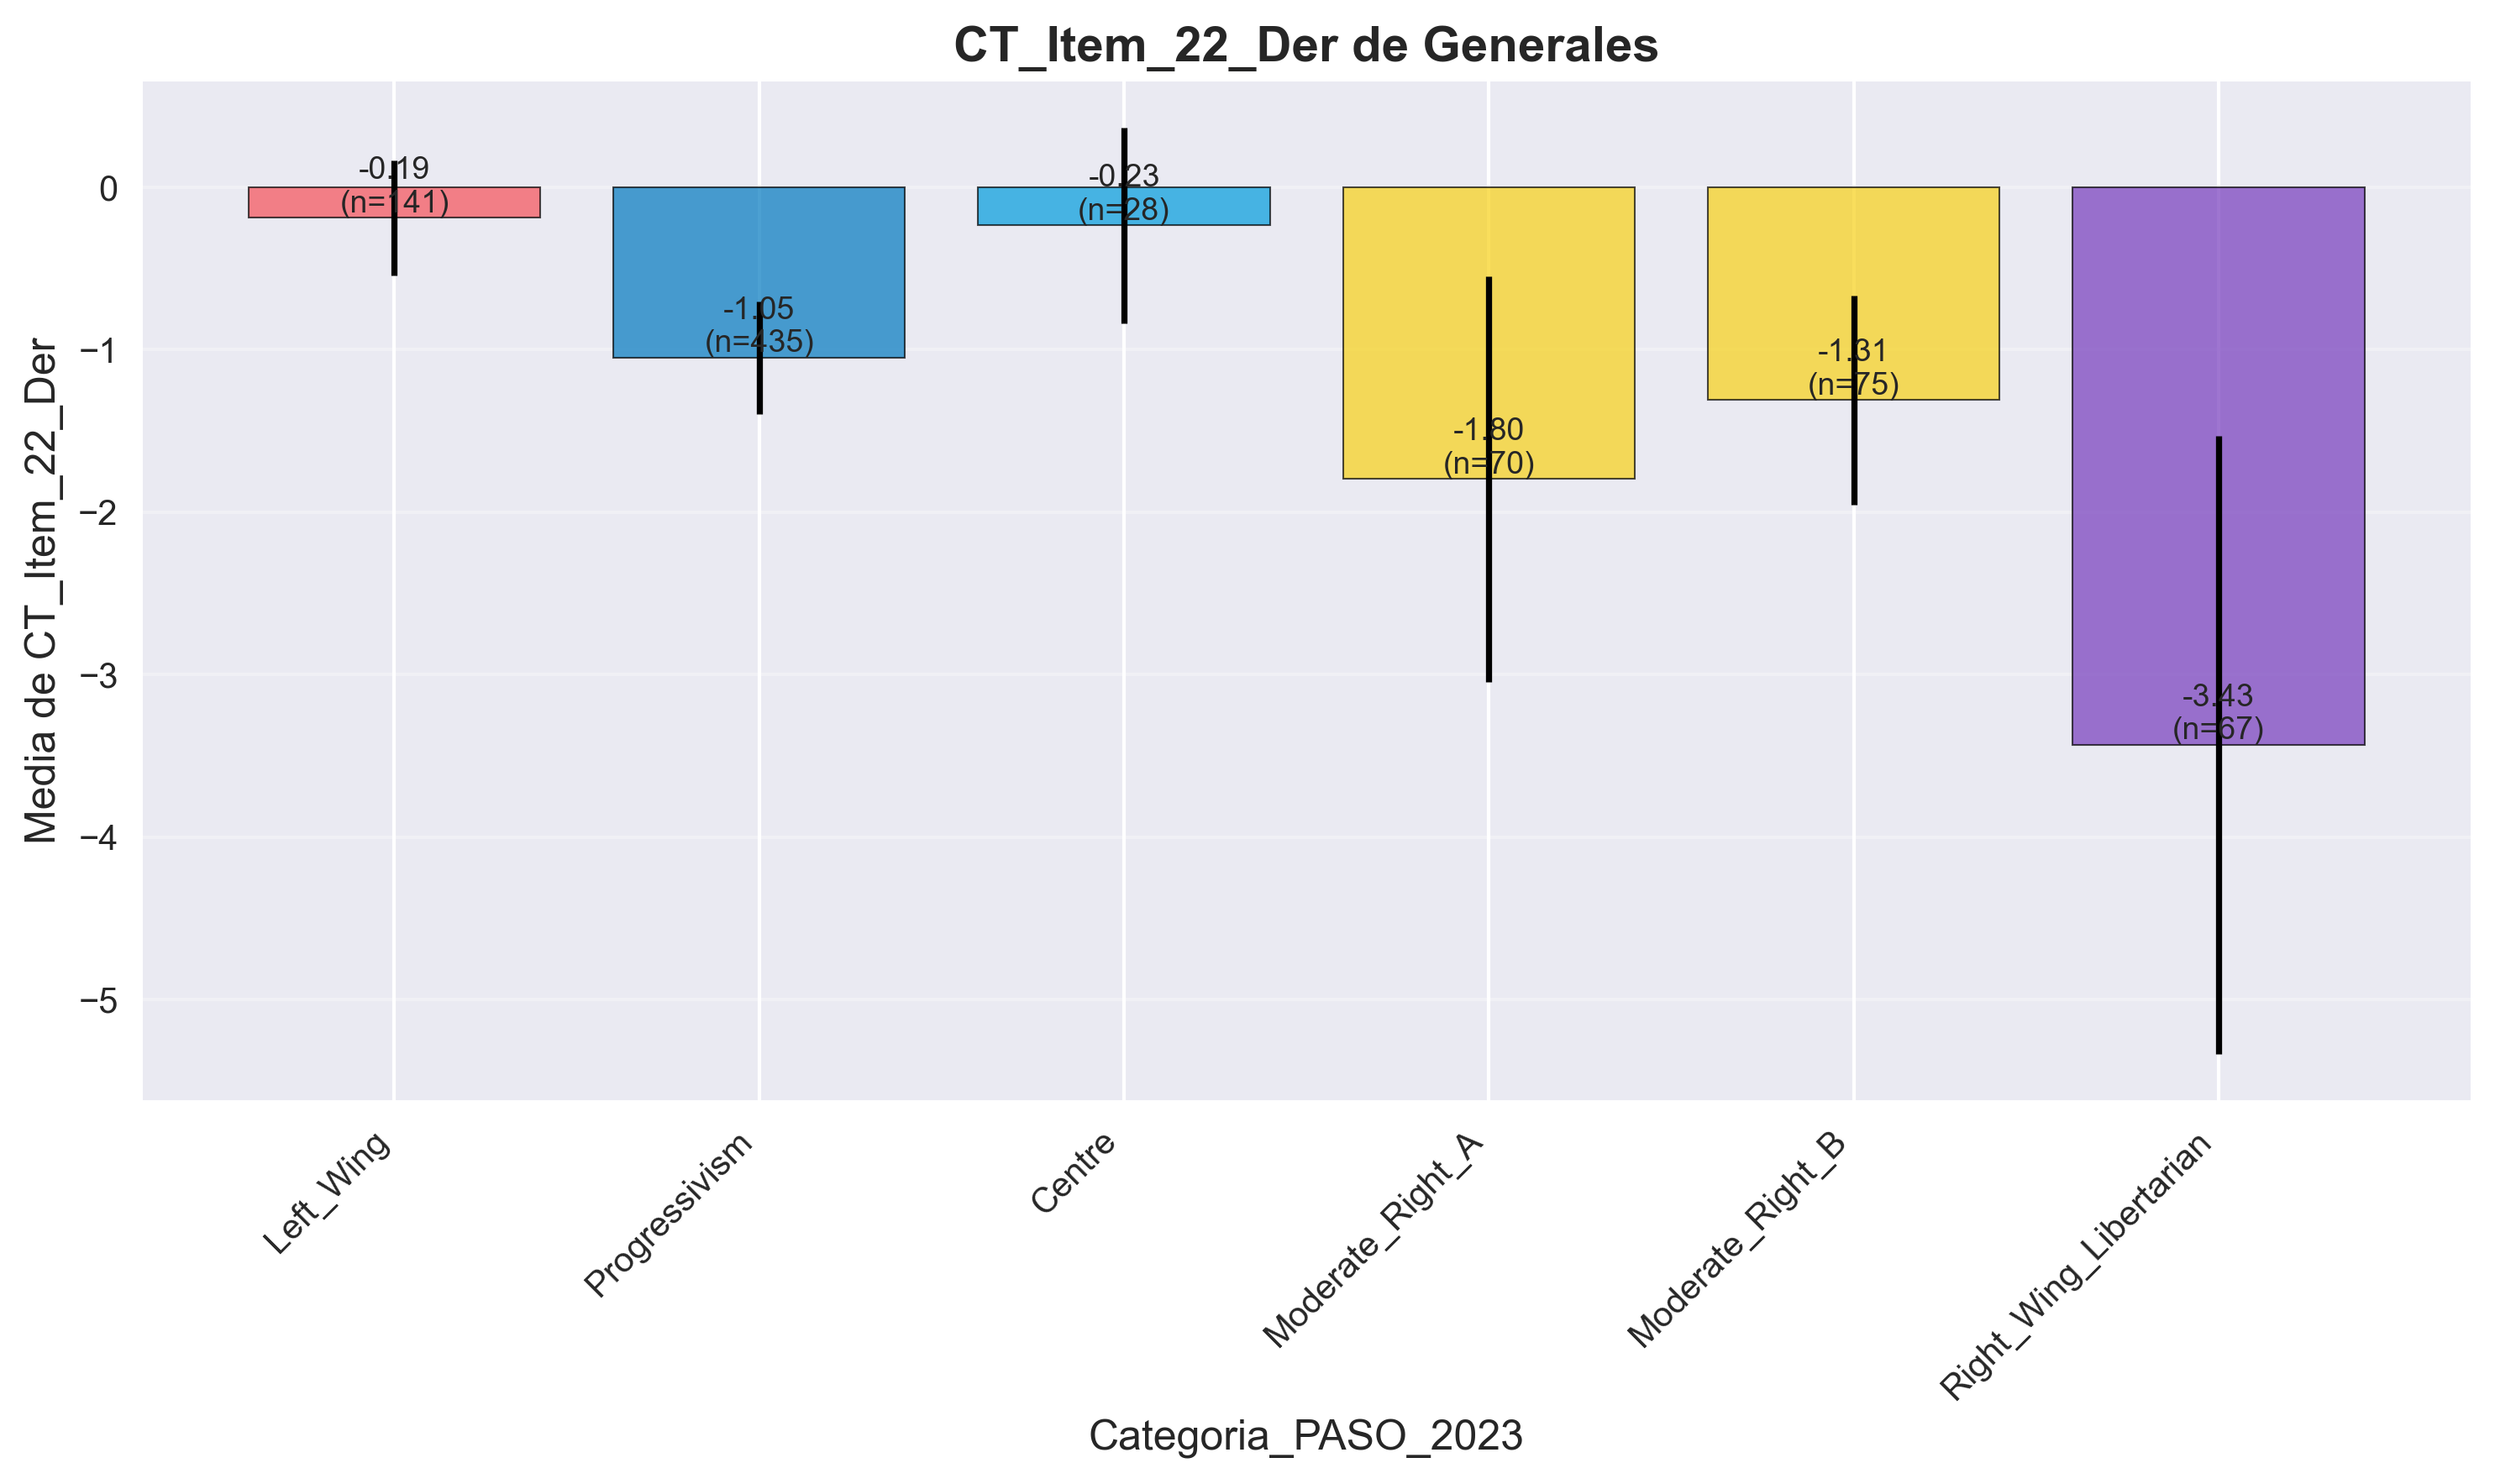 CT_Item_22_Der de Generales
Media de CT_Item_22_Der
0
−1
−2
−3
−4
−5
-0.19
(n=141)
-1.05
(n=435)
-0.23
(n=28)
-1.80
(n=70)
-1.31
(n=75)
-3.43
(n=67)
Left_Wing
Progressivism
Centre
Moderate_Right_A
Moderate_Right_B
Right_Wing_Libertarian
Categoria_PASO_2023